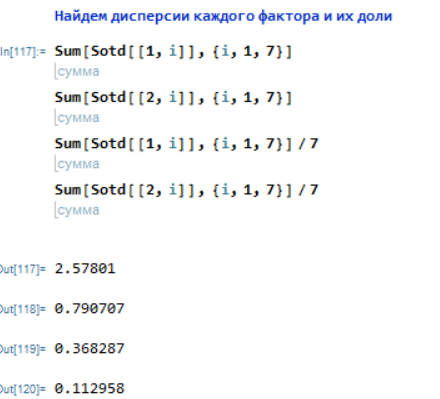 Найдем дисперсии каждого фактора и их доли
In[117]:= Sum[Sotd[[1, i]], {i, 1, 7}]
сумма
Sum[Sotd[[2, i]], {i, 1, 7}]
сумма
Sum[Sotd[[1, i]], {i, 1, 7}] / 7
сумма
Sum[Sotd[[2, i]], {i, 1, 7}] / 7
сумма
Out[117]= 2.57801
Out[118]= 0.790707
Out[119]= 0.368287
Out[120]= 0.112958